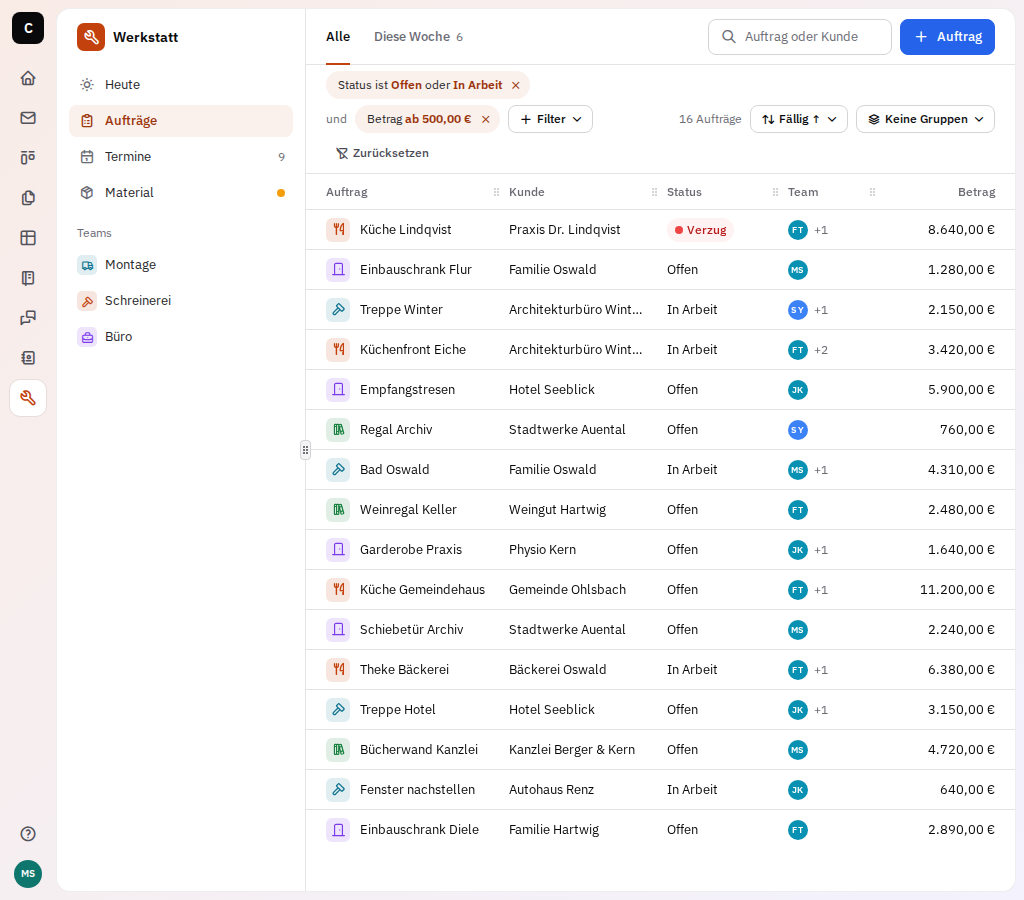 C
Werkstatt
Heute
Aufträge
Termine 9
Material
Teams
Montage
Schreinerei
Büro
MS
Alle Diese Woche 6
Auftrag oder Kunde
Auftrag
Status ist Offen oder In Arbeit
und Betrag ab 500,00 € Filter 16 Aufträge Fällig ↑ Keine Gruppen
Zurücksetzen
Auftrag Kunde Status Team Betrag
Küche Lindqvist Praxis Dr. Lindqvist Verzug FT +1 8.640,00 €
Einbauschrank Flur Familie Oswald Offen MS 1.280,00 €
Treppe Winter Architekturbüro Wint… In Arbeit SY +1 2.150,00 €
Küchenfront Eiche Architekturbüro Wint… In Arbeit FT +2 3.420,00 €
Empfangstresen Hotel Seeblick Offen JK 5.900,00 €
Regal Archiv Stadtwerke Auental Offen SY 760,00 €
Bad Oswald Familie Oswald In Arbeit MS +1 4.310,00 €
Weinregal Keller Weingut Hartwig Offen FT 2.480,00 €
Garderobe Praxis Physio Kern Offen JK +1 1.640,00 €
Küche Gemeindehaus Gemeinde Ohlsbach Offen FT +1 11.200,00 €
Schiebetür Archiv Stadtwerke Auental Offen MS 2.240,00 €
Theke Bäckerei Bäckerei Oswald In Arbeit FT +1 6.380,00 €
Treppe Hotel Hotel Seeblick Offen JK +1 3.150,00 €
Bücherwand Kanzlei Kanzlei Berger & Kern Offen MS 4.720,00 €
Fenster nachstellen Autohaus Renz In Arbeit JK 640,00 €
Einbauschrank Diele Familie Hartwig Offen FT 2.890,00 €